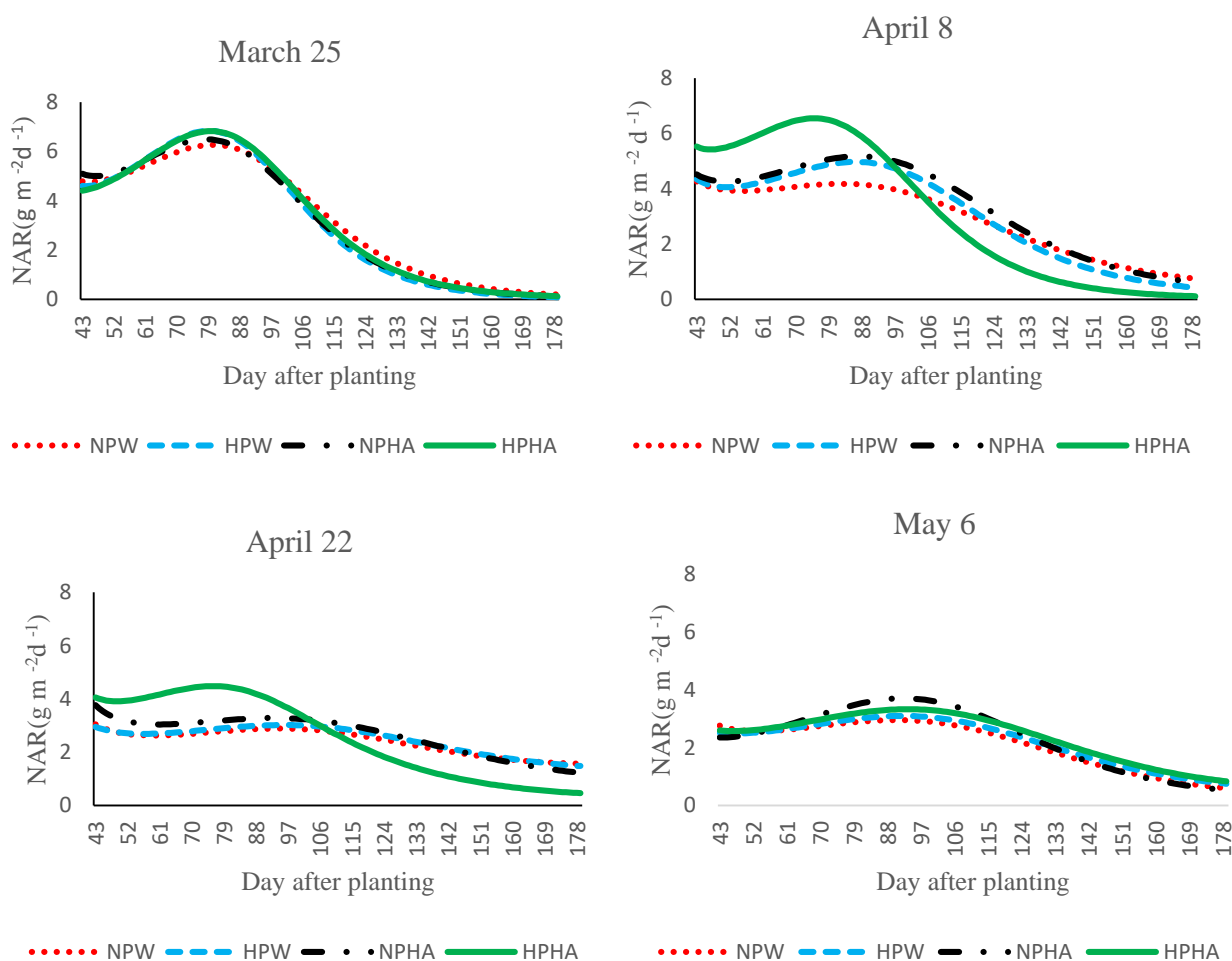 March 25
NAR(g m -2d -1)
8
6
4
2
0
43 52 61 70 79 88 97 106 115 124 133 142 151 160 169 178
Day after planting
NPW HPW NPHA HPHA
April 8
NAR(g m -2 d -1)
8
6
4
2
0
43 52 61 70 79 88 97 106 115 124 133 142 151 160 169 178
Day after planting
NPW HPW NPHA HPHA
April 22
NAR(g m -2d -1)
8
6
4
2
0
43 52 61 70 79 88 97 106 115 124 133 142 151 160 169 178
Day after planting
NPW HPW NPHA HPHA
May 6
NAR(g m -2d -1)
8
6
4
2
0
43 52 61 70 79 88 97 106 115 124 133 142 151 160 169 178
Day after planting
NPW HPW NPHA HPHA